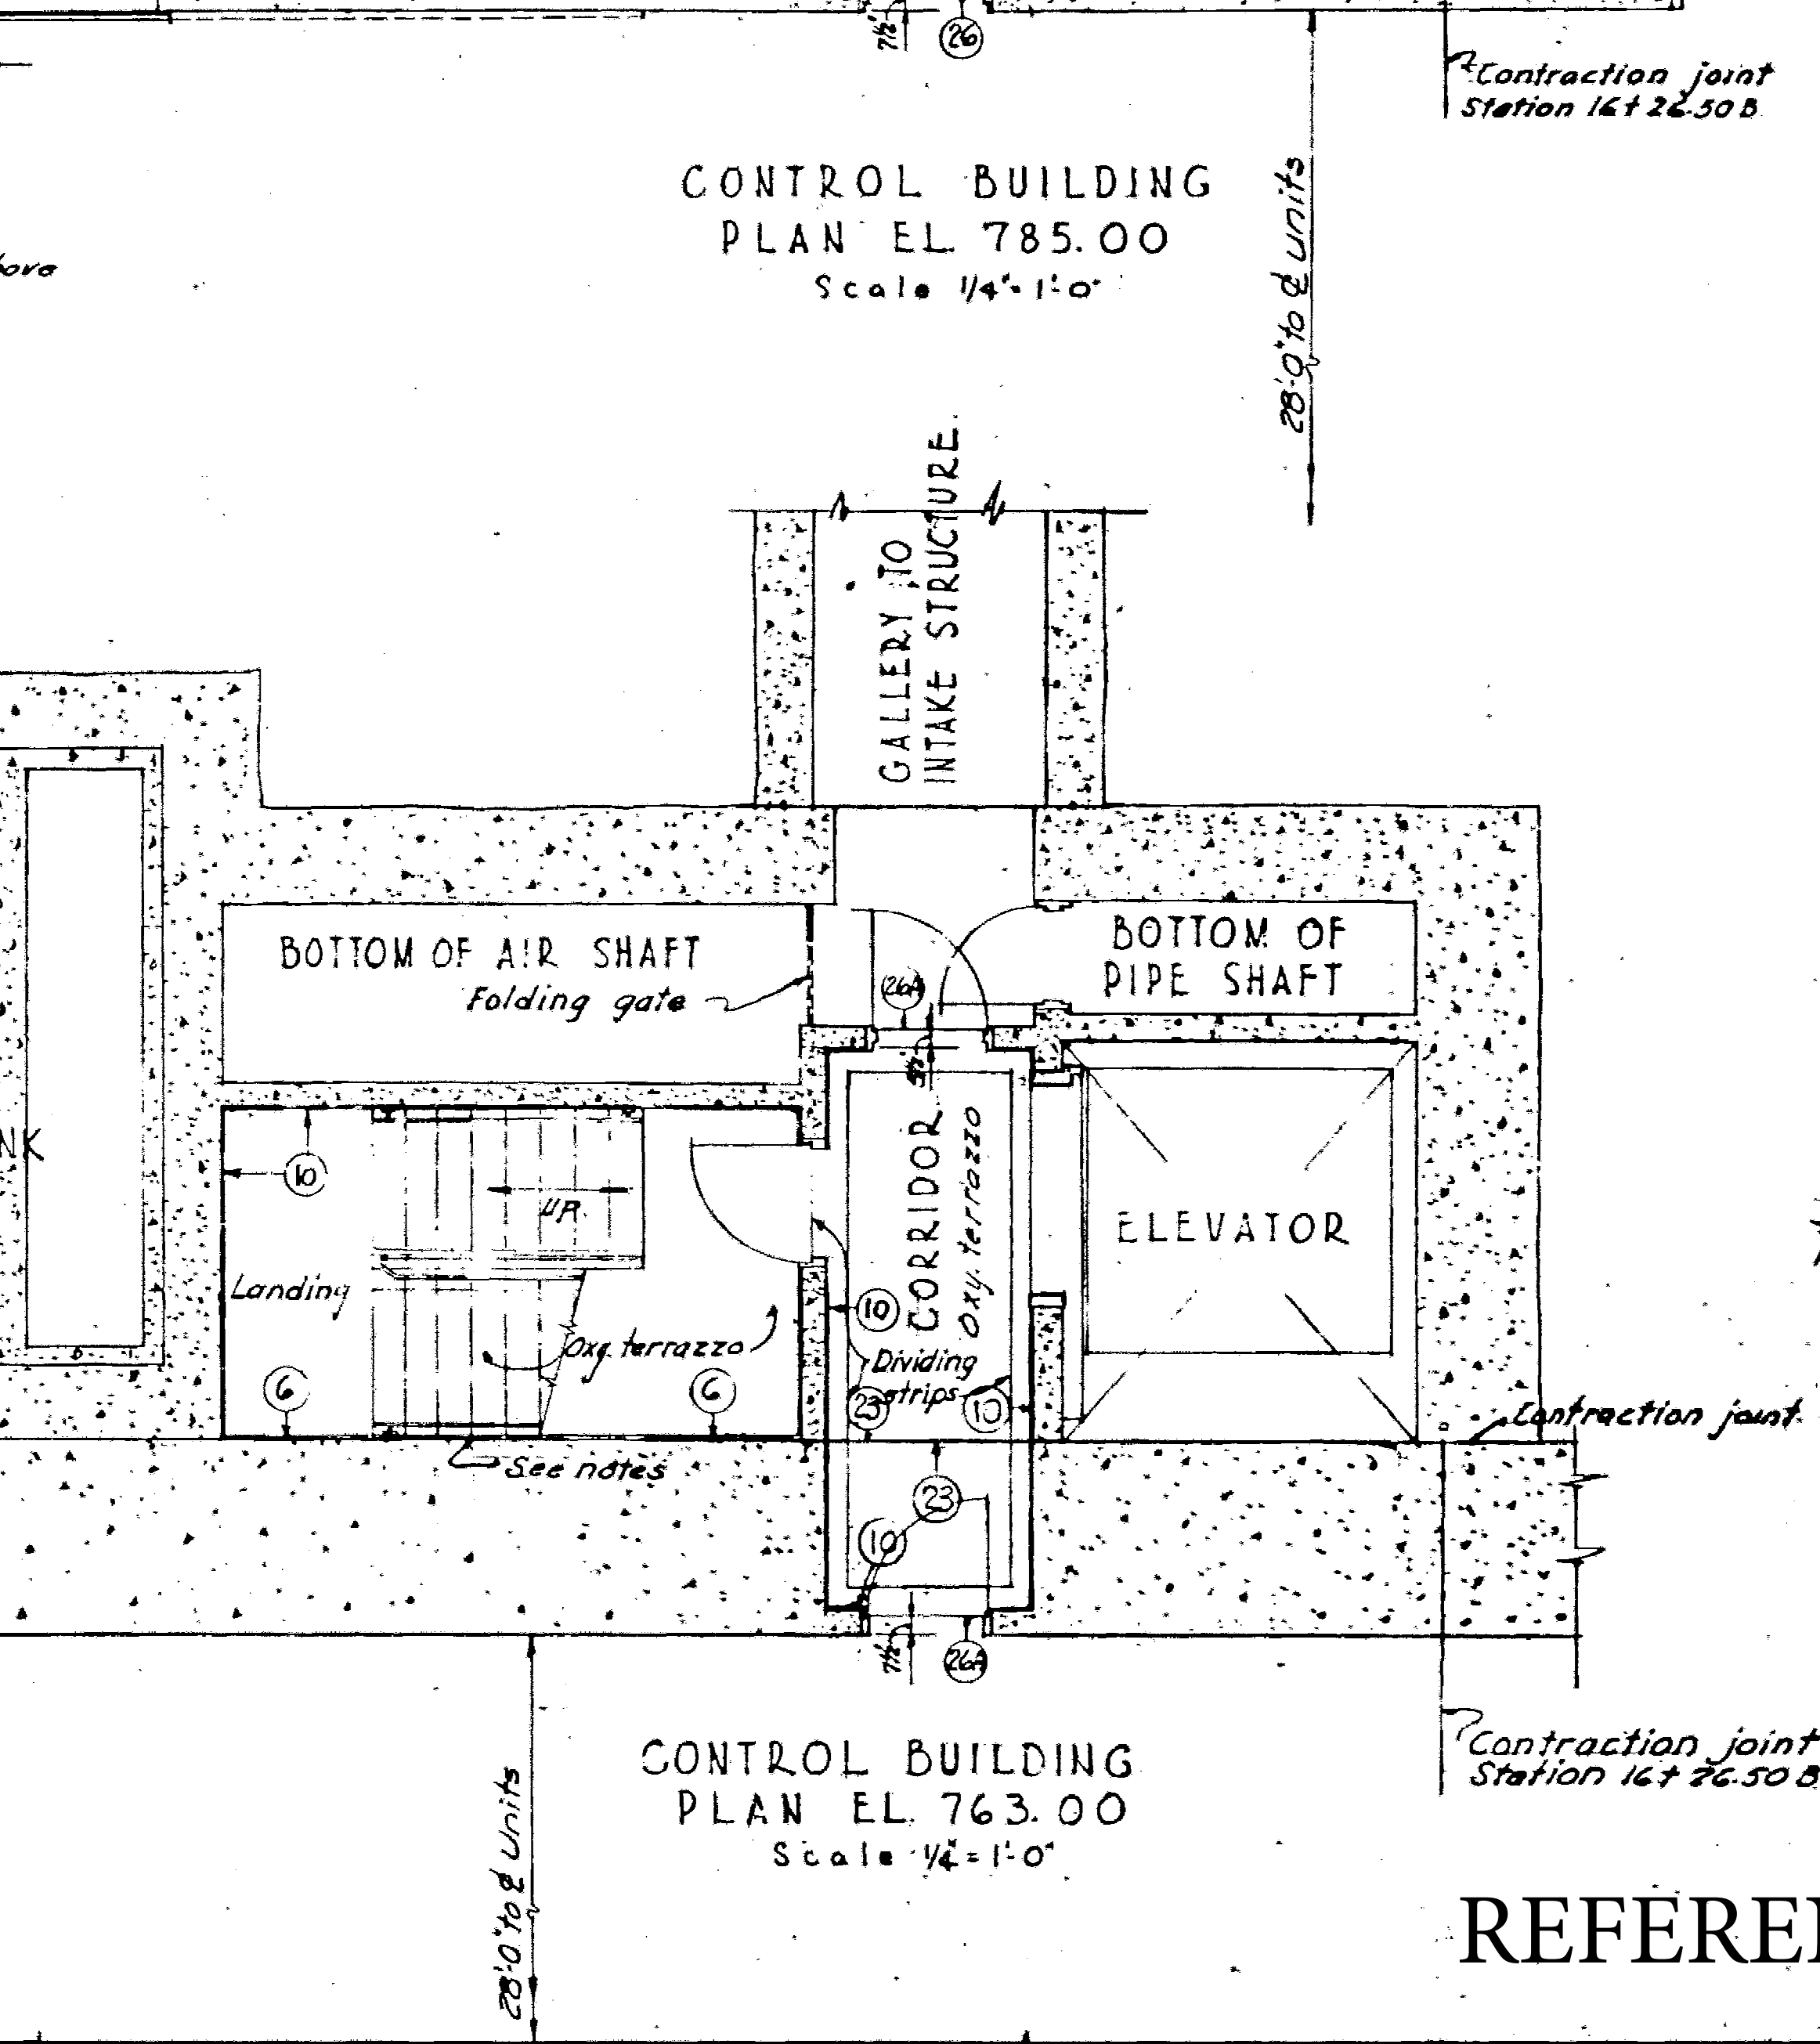 7½"
26
Contraction joint
Station 16+26.50 B
CONTROL BUILDING
PLAN EL. 785.00
Scale 1/4"=1'-0"
28'-0" to ℄ units
GALLERY TO
INTAKE STRUCTURE.
BOTTOM OF AIR SHAFT
Folding gate
26A
BOTTOM OF
PIPE SHAFT
10
UP.
CORRIDOR
Oxy. terrazzo
ELEVATOR
Landing
10
Oxy. terrazzo
Dividing
strips
6
6
23
10
Contraction joint
See notes
23
10
7½"
26A
CONTROL BUILDING
PLAN EL. 763.00
Scale 1/4"=1'-0"
Contraction joint
Station 16+26.50 B
28'-0" to ℄ units